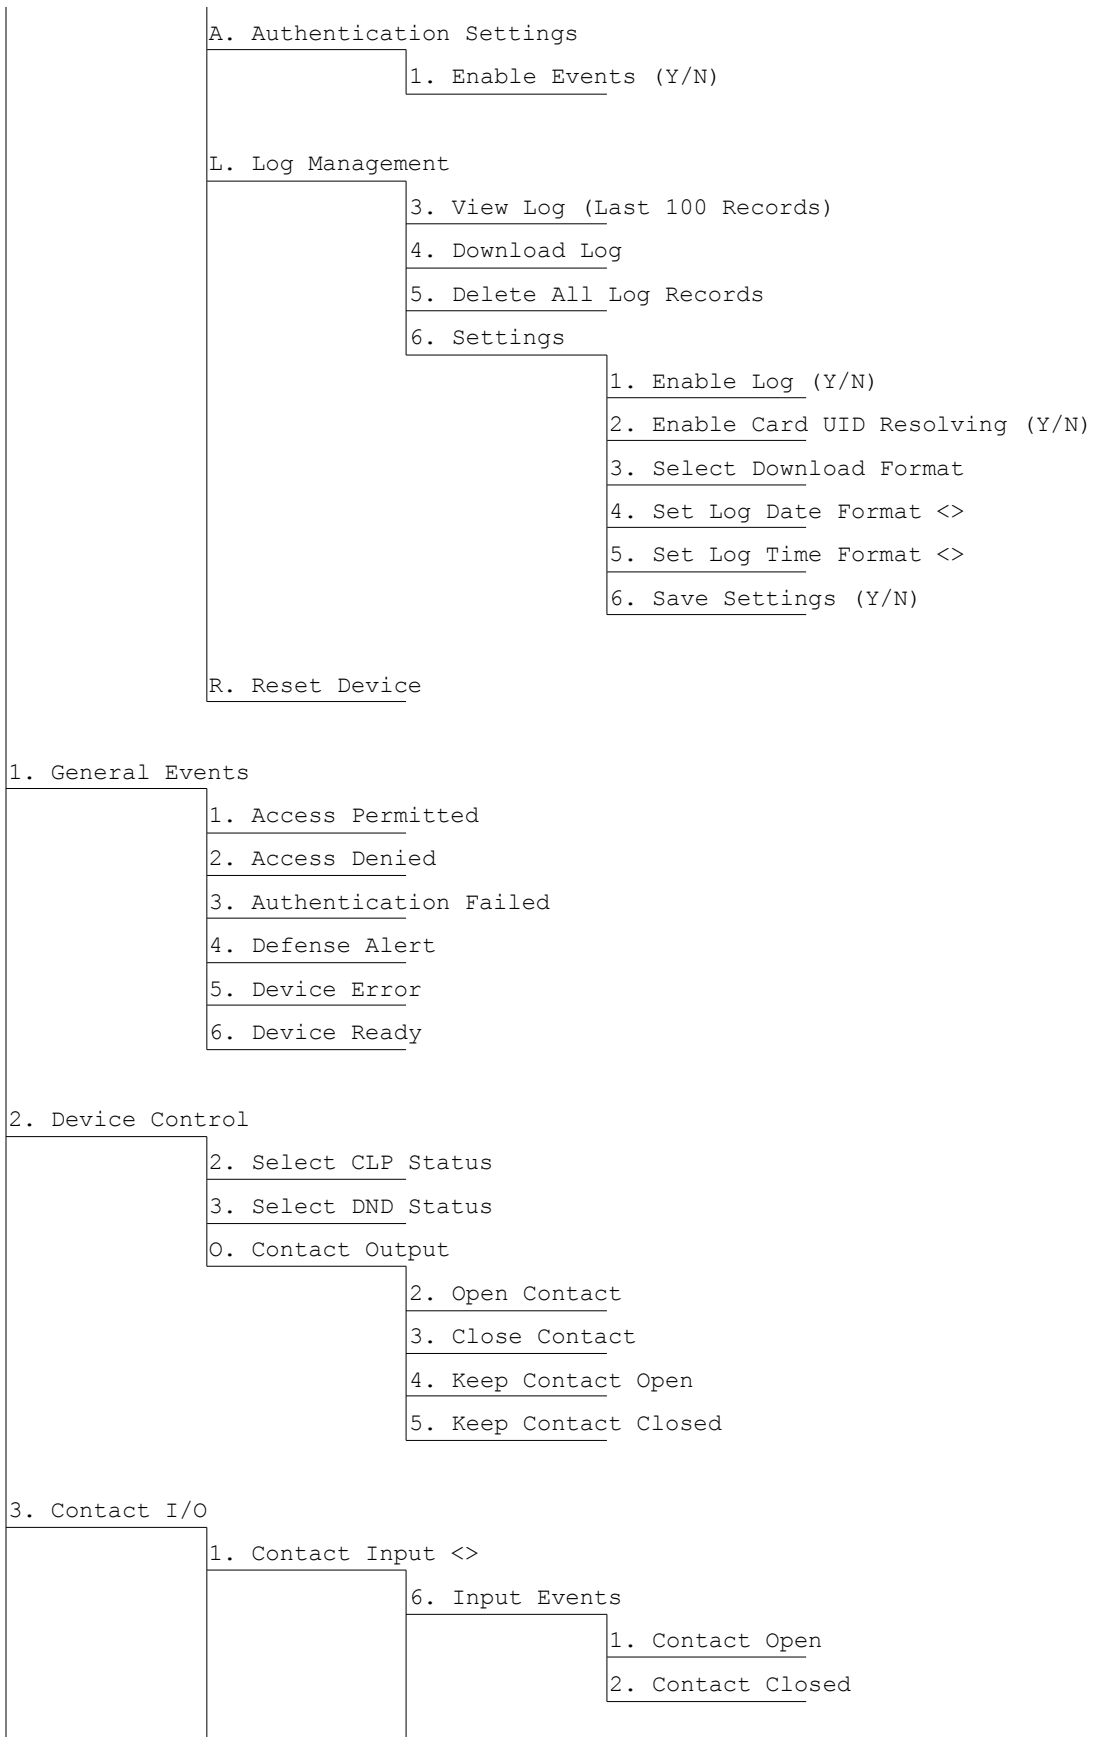 A. Authentication Settings
1. Enable Events (Y/N)
L. Log Management
3. View Log (Last 100 Records)
4. Download Log
5. Delete All Log Records
6. Settings
1. Enable Log (Y/N)
2. Enable Card UID Resolving (Y/N)
3. Select Download Format
4. Set Log Date Format <>
5. Set Log Time Format <>
6. Save Settings (Y/N)
R. Reset Device
1. General Events
1. Access Permitted
2. Access Denied
3. Authentication Failed
4. Defense Alert
5. Device Error
6. Device Ready
2. Device Control
2. Select CLP Status
3. Select DND Status
O. Contact Output
2. Open Contact
3. Close Contact
4. Keep Contact Open
5. Keep Contact Closed
3. Contact I/O
1. Contact Input <>
6. Input Events
1. Contact Open
2. Contact Closed